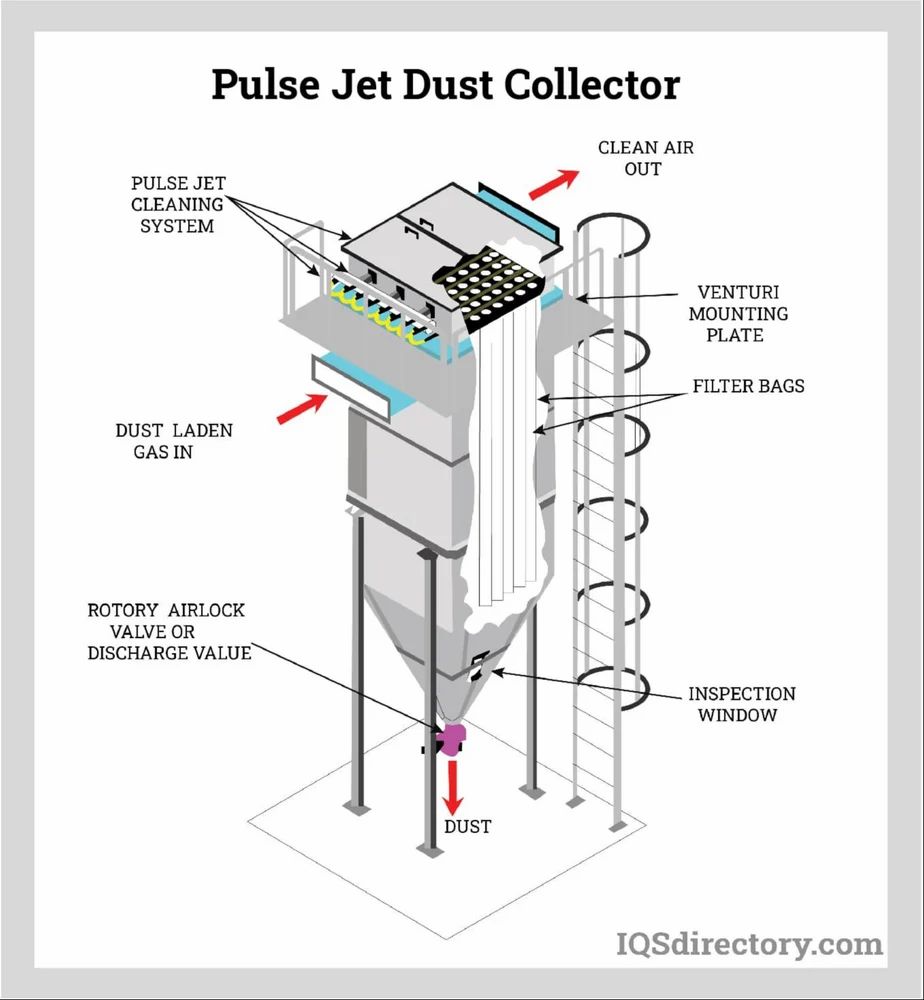 Pulse Jet Dust Collector
CLEAN AIR
OUT
PULSE JET
CLEANING
SYSTEM
VENTURI
MOUNTING
PLATE
FILTER BAGS
DUST LADEN
GAS IN
ROTORY AIRLOCK
VALVE OR
DISCHARGE VALUE
INSPECTION
WINDOW
DUST
IQSdirectory.com